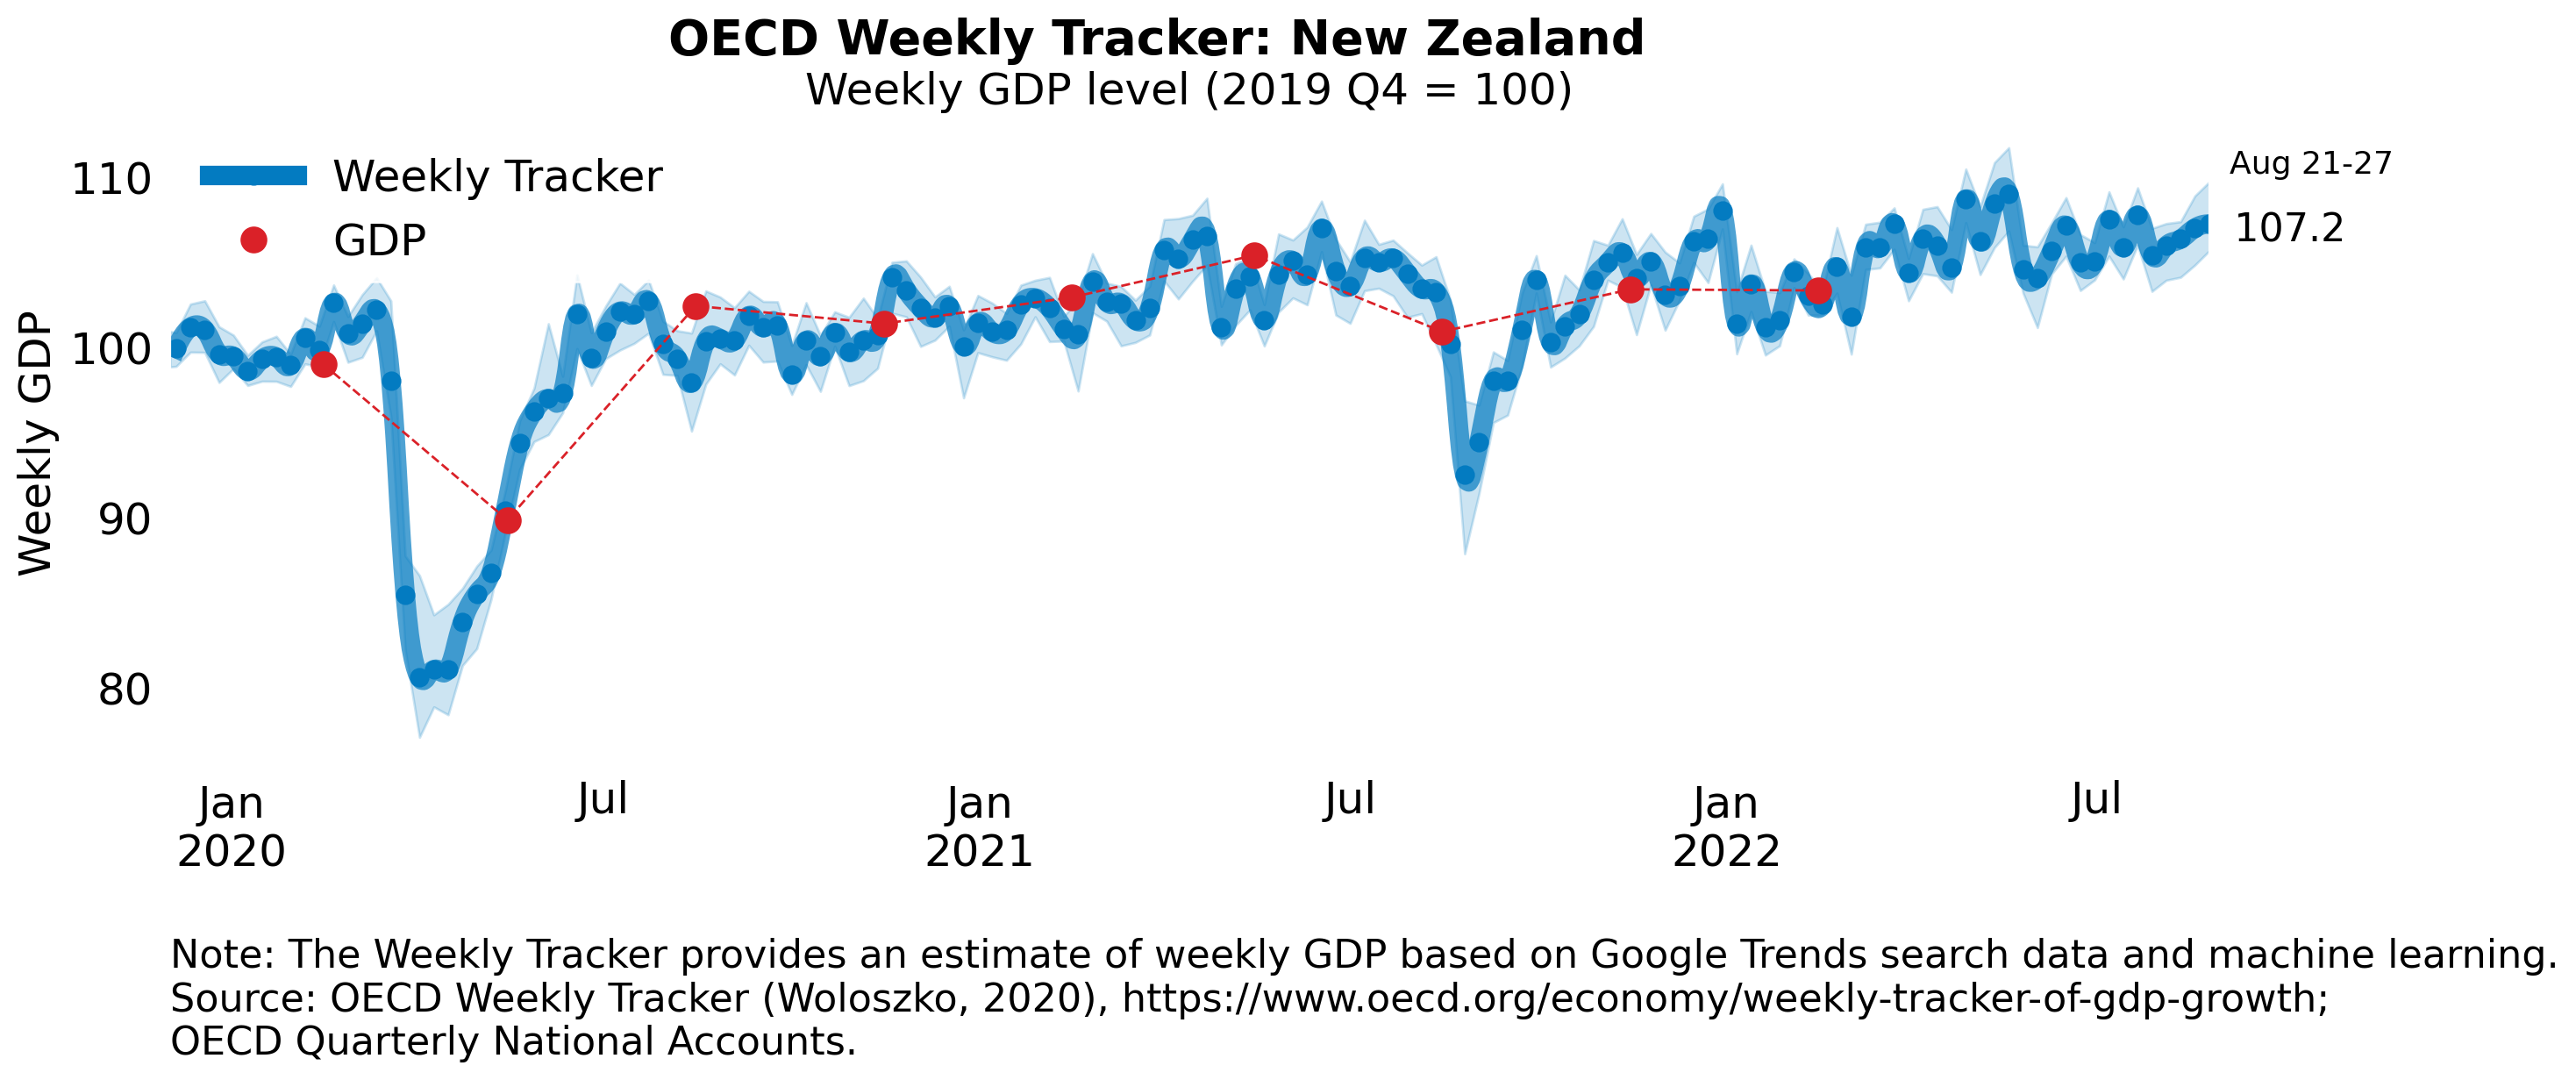 OECD Weekly Tracker: New Zealand
Weekly GDP level (2019 Q4 = 100)
Weekly Tracker
GDP
Aug 21-27
107.2
Weekly GDP
110
100
90
80
Jan Jul Jan Jul Jan Jul
2020 2021 2022
Note: The Weekly Tracker provides an estimate of weekly GDP based on Google Trends search data and machine learning.
Source: OECD Weekly Tracker (Woloszko, 2020), https://www.oecd.org/economy/weekly-tracker-of-gdp-growth;
OECD Quarterly National Accounts.